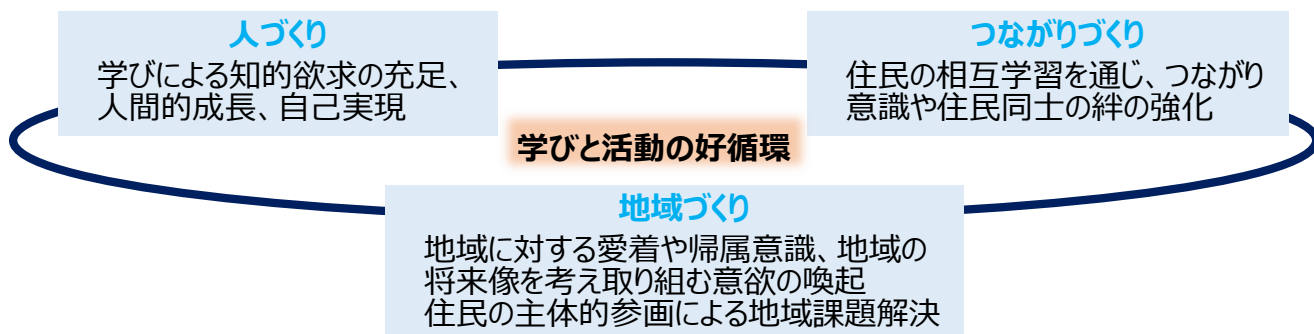 人づくり
学びによる知的欲求の充足、
人間的成長、自己実現
つながりづくり
住民の相互学習を通じ、つながり
意識や住民同士の絆の強化
学びと活動の好循環
地域づくり
地域に対する愛着や帰属意識、地域の
将来像を考え取り組む意欲の喚起
住民の主体的参画による地域課題解決